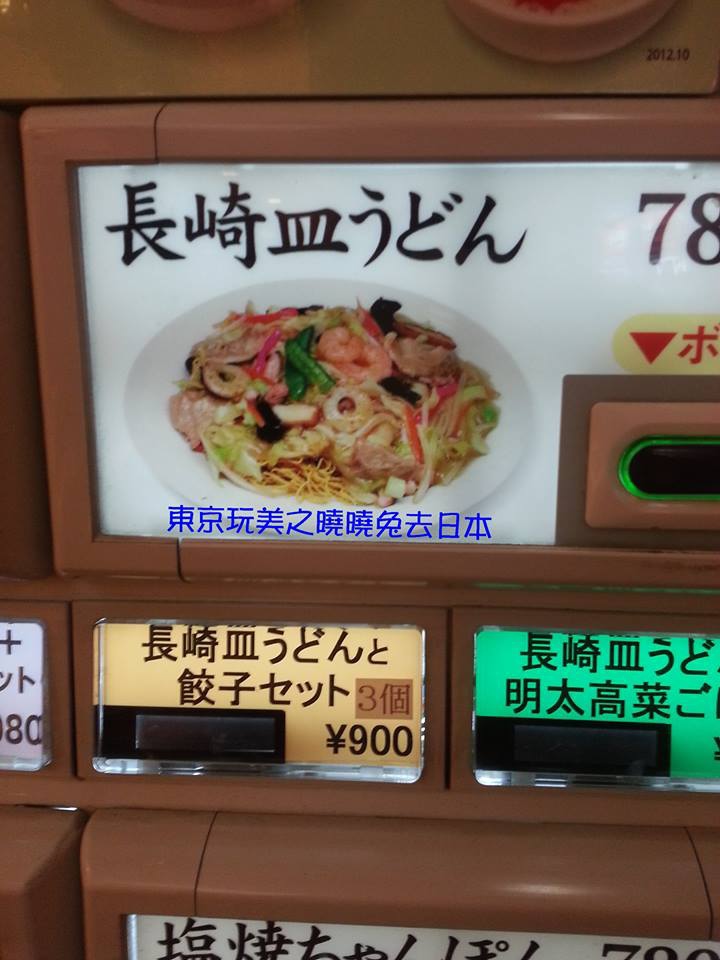 2012.10
長崎皿うどん 78
▼ボ
東京玩美之曉曉兔去日本
+
ット
980
長崎皿うどんと
餃子セット 3個
¥900
長崎皿うど
明太高菜ご
塩焼ちゃんぽん 780